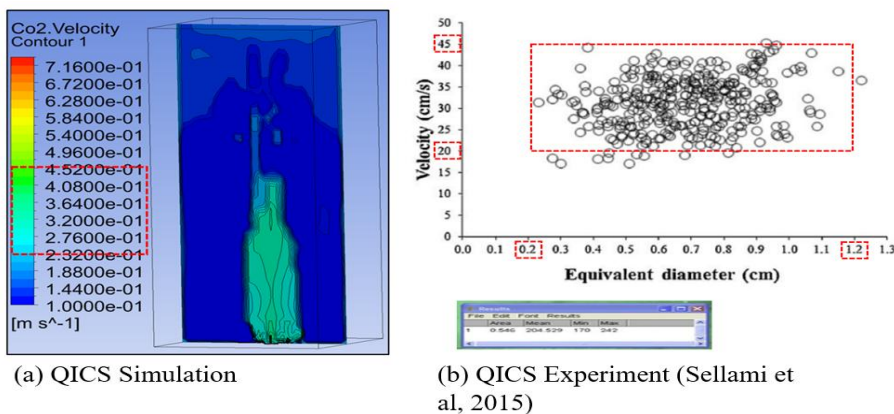 Co2.Velocity
Contour 1
7.1600e-01
6.7200e-01
6.2800e-01
5.8400e-01
5.4000e-01
4.9600e-01
4.5200e-01
4.0800e-01
3.6400e-01
3.2000e-01
2.7600e-01
2.3200e-01
1.8800e-01
1.4400e-01
1.0000e-01
[m s^-1]
(a) QICS Simulation
50
45
40
35
30
25
20
15
10
5
0
Velocity (cm/s)
0.0 0.1 0.2 0.3 0.4 0.5 0.6 0.7 0.8 0.9 1.0 1.1 1.2 1.3
Equivalent diameter (cm)
Results
File Edit Font Results
Area Mean Min Max
1 0.546 204.529 170 242
(b) QICS Experiment (Sellami et
al, 2015)